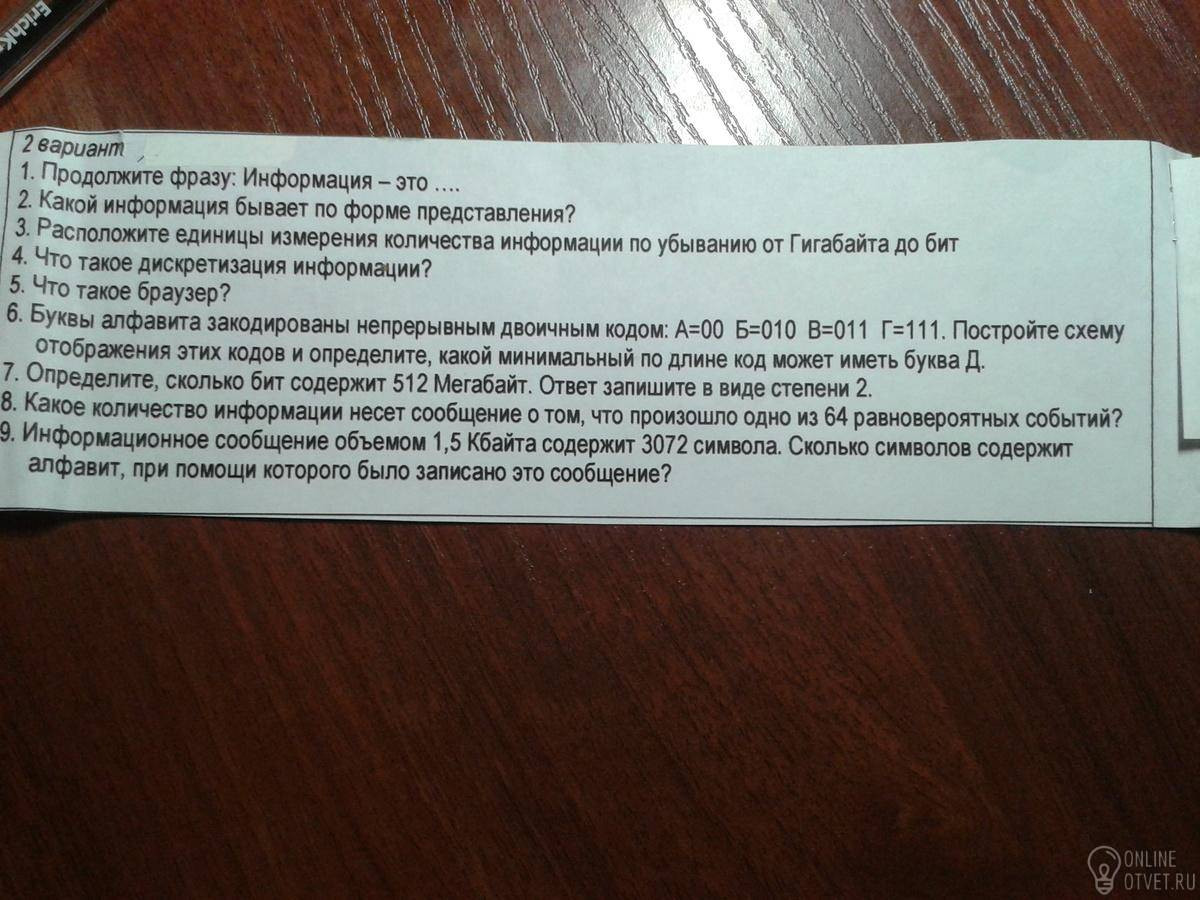 ErichK
2 вариант
1. Продолжите фразу: Информация – это ….
2. Какой информация бывает по форме представления?
3. Расположите единицы измерения количества информации по убыванию от Гигабайта до бит
4. Что такое дискретизация информации?
5. Что такое браузер?
6. Буквы алфавита закодированы непрерывным двоичным кодом: А=00 Б=010 В=011 Г=111. Постройте схему
отображения этих кодов и определите, какой минимальный по длине код может иметь буква Д.
7. Определите, сколько бит содержит 512 Мегабайт. Ответ запишите в виде степени 2.
8. Какое количество информации несет сообщение о том, что произошло одно из 64 равновероятных событий?
9. Информационное сообщение объемом 1,5 Кбайта содержит 3072 символа. Сколько символов содержит
алфавит, при помощи которого было записано это сообщение?
ONLINE
OTVET.RU